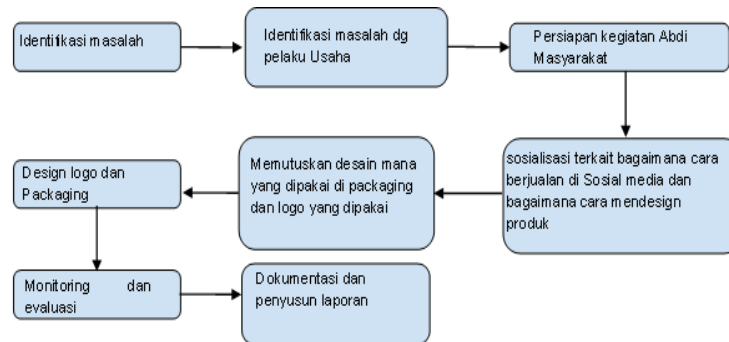 Identifikasi masalah
Identifikasi masalah dg
pelaku Usaha
Persiapan kegiatan Abdi
Masyarakat
sosialisasi terkait bagaimana cara
berjualan di Sosial media dan
bagaimana cara mendesign
produk
Memutuskan desain mana
yang dipakai di packaging
dan logo yang dipakai
Design logo dan
Packaging
Monitoring dan
evaluasi
Dokumentasi dan
penyusun laporan